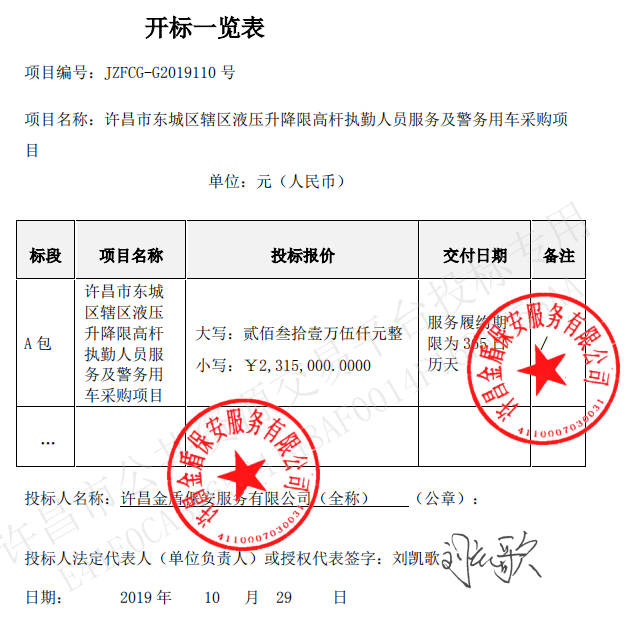 开标一览表
项目编号：JZFCG-G2019110 号
项目名称：许昌市东城区辖区液压升降限高杆执勤人员服务及警务用车采购项
目
单位：元（人民币）
标段 项目名称 投标报价 交付日期 备注
A 包
许昌市东城
区辖区液压
升降限高杆
执勤人员服
务及警务用
车采购项目
大写：贰佰叁拾壹万伍仟元整
小写：￥2,315,000.0000
服务履约期
限为 365 日
历天
/
…
许昌金盾保安服务有限公司
4110007030031
许昌金盾保安服务有限公司
4110007030031
投标人名称：许昌金盾保安服务有限公司（全称） （公章）：
投标人法定代表人（单位负责人）或授权代表签字：刘凯歌 刘凯歌
日期： 2019 年 10 月 29 日